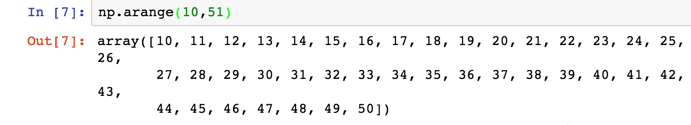 In [7]: np.arange(10,51)
Out[7]: array([10, 11, 12, 13, 14, 15, 16, 17, 18, 19, 20, 21, 22, 23, 24, 25,
26,
27, 28, 29, 30, 31, 32, 33, 34, 35, 36, 37, 38, 39, 40, 41, 42,
43,
44, 45, 46, 47, 48, 49, 50])